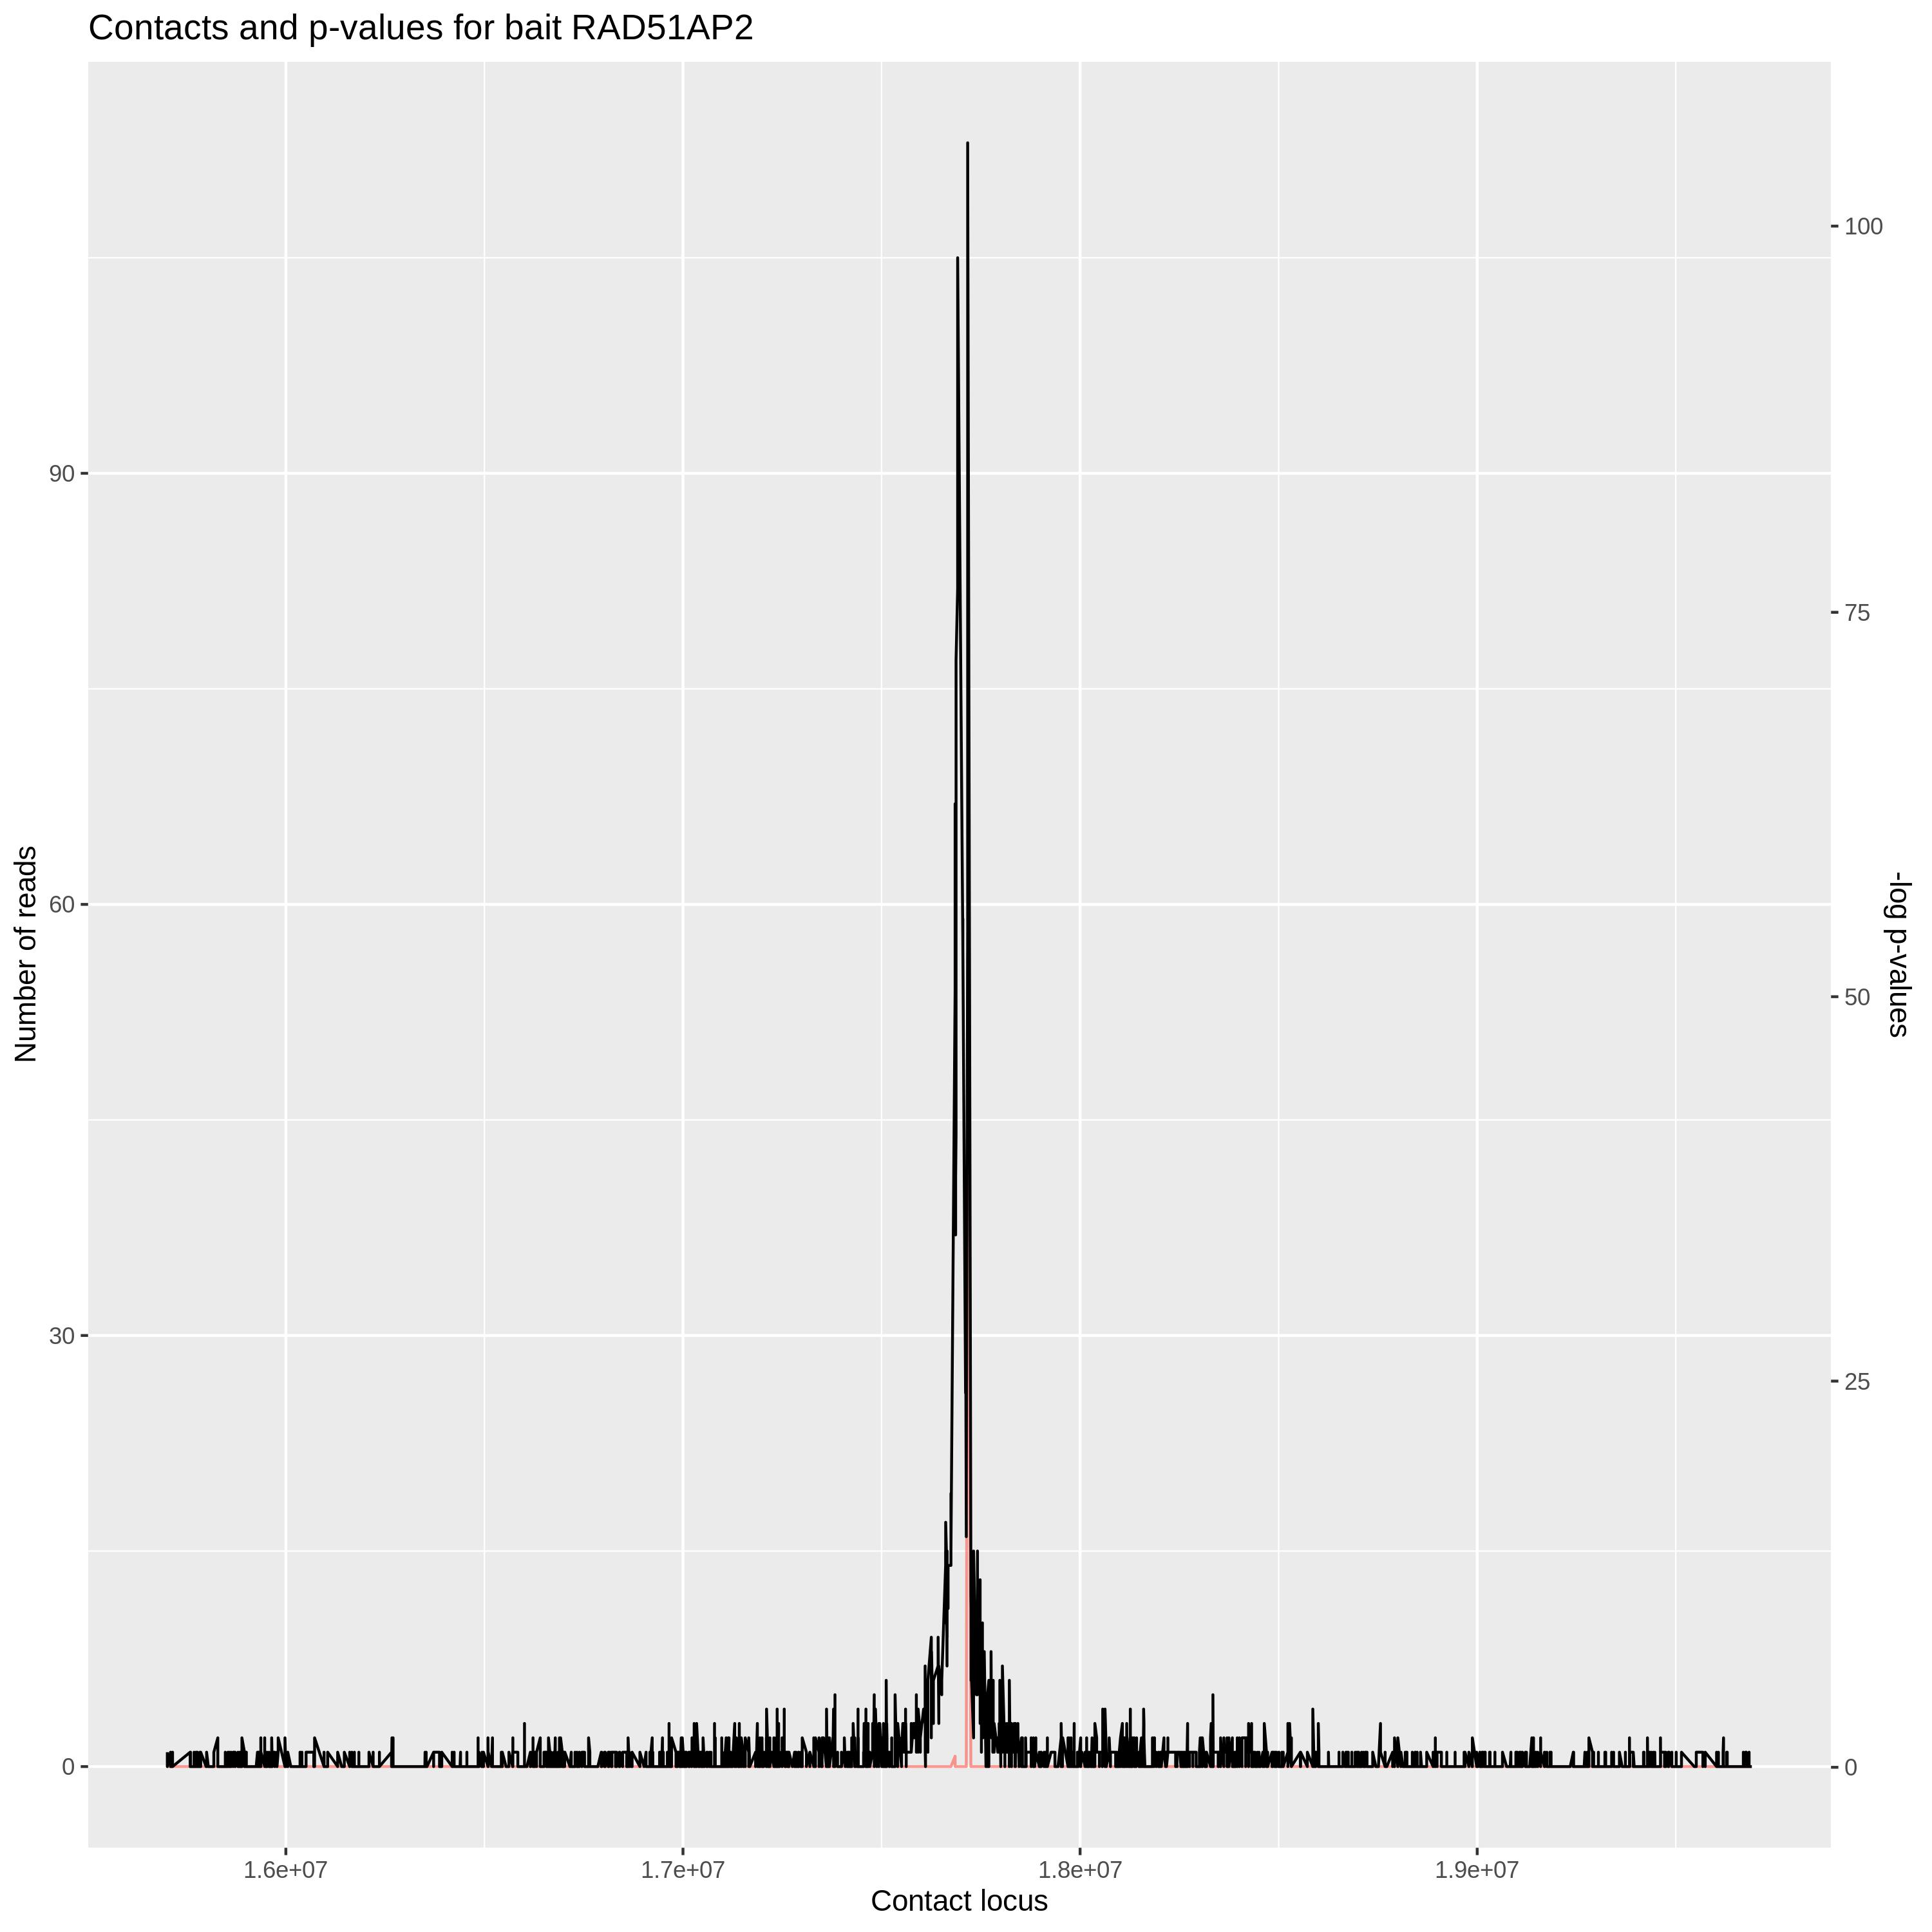 Contacts and p-values for bait RAD51AP2
100
90
75
60
50
30
25
0
0
Number of reads
-log p-values
1.6e+07
1.7e+07
1.8e+07
1.9e+07
Contact locus